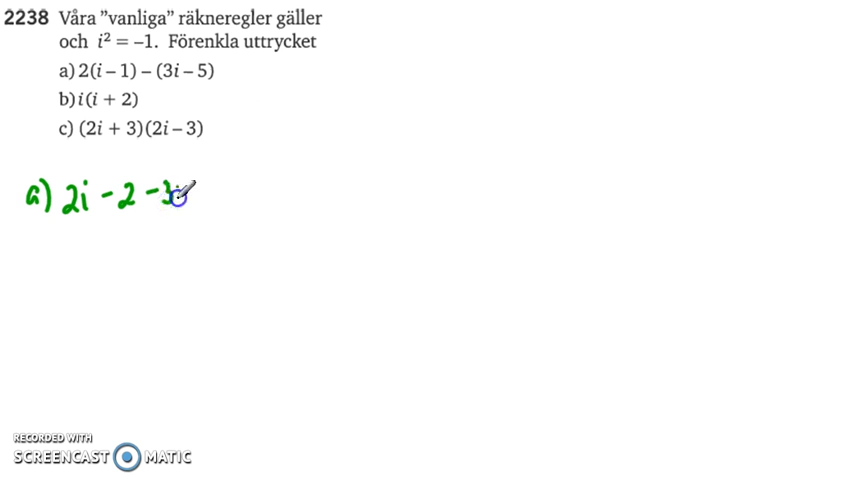 2238 Våra ”vanliga” räkneregler gäller
och i² = –1. Förenkla uttrycket
a) 2(i – 1) – (3i – 5)
b) i(i + 2)
c) (2i + 3)(2i – 3)
a) 2i - 2 - 3i
RECORDED WITH
SCREENCAST MATIC